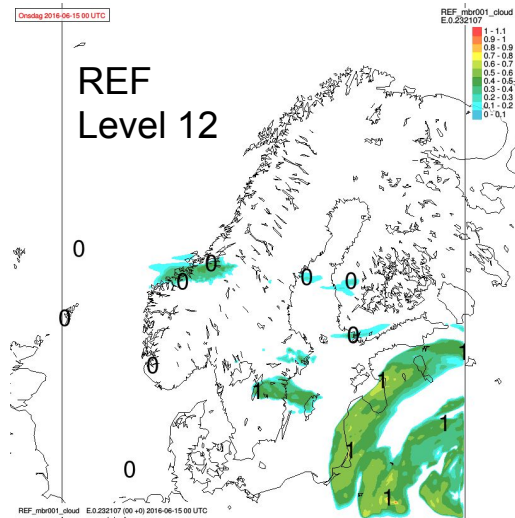 Onsdag 2016-06-15 00 UTC
REF_mbr001_cloud
E.0.232107
1 - 1.1
0.9 - 1
0.8 - 0.9
0.7 - 0.8
0.6 - 0.7
0.5 - 0.6
0.4 - 0.5
0.3 - 0.4
0.2 - 0.3
0.1 - 0.2
0 - 0.1
REF
Level 12
0
0
0
0
0
0
0
1
0
1
1
1
1
0
1
REF_mbr001_cloud E.0.232107 (00 +0) 2016-06-15 00 UTC